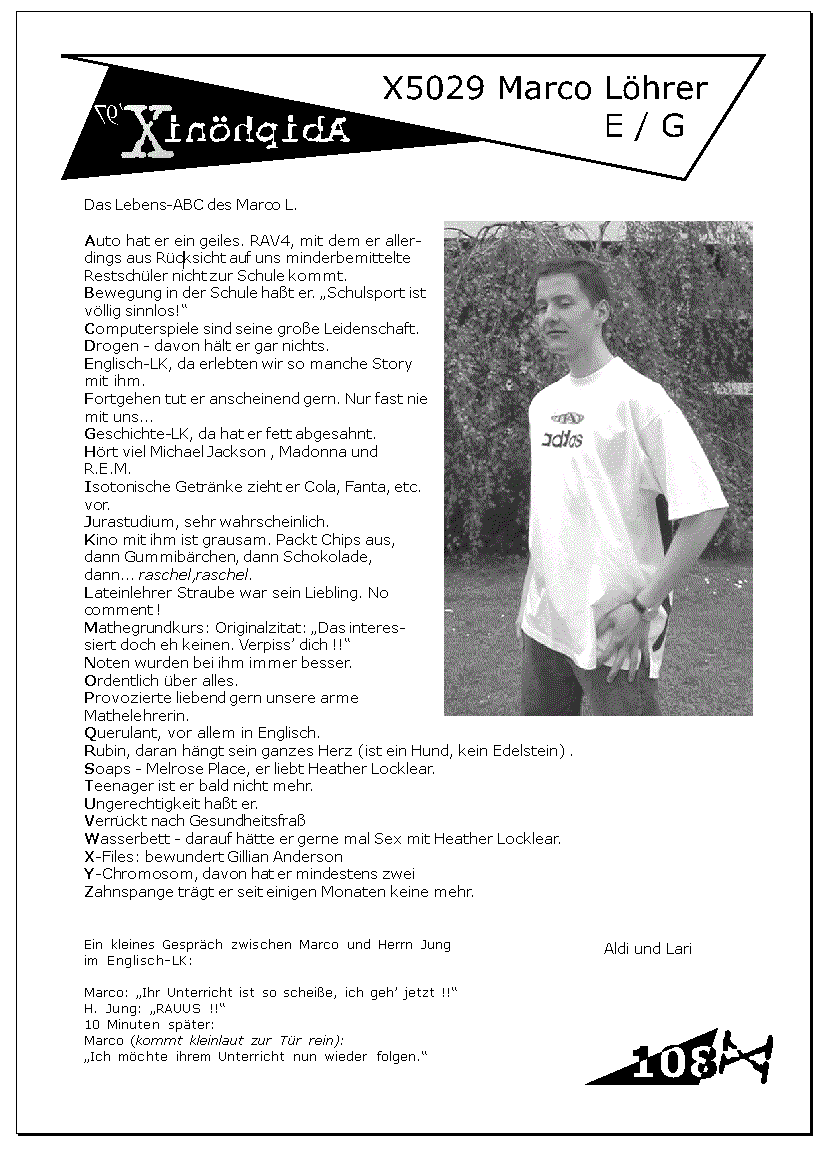 X5029 Marco Löhrer
E / G
AbiphöniX
'97
Das Lebens-ABC des Marco L.
Auto hat er ein geiles. RAV4, mit dem er aller-
dings aus Rücksicht auf uns minderbemittelte
Restschüler nicht zur Schule kommt.
Bewegung in der Schule haßt er. „Schulsport ist
völlig sinnlos!“
Computerspiele sind seine große Leidenschaft.
Drogen - davon hält er gar nichts.
Englisch-LK, da erlebten wir so manche Story
mit ihm.
Fortgehen tut er anscheinend gern. Nur fast nie
mit uns...
Geschichte-LK, da hat er fett abgesahnt.
Hört viel Michael Jackson , Madonna und
R.E.M.
Isotonische Getränke zieht er Cola, Fanta, etc.
vor.
Jurastudium, sehr wahrscheinlich.
Kino mit ihm ist grausam. Packt Chips aus,
dann Gummibärchen, dann Schokolade,
dann... raschel,raschel.
Lateinlehrer Straube war sein Liebling. No
comment!
Mathegrundkurs: Originalzitat: „Das interes-
siert doch eh keinen. Verpiss’ dich !!“
Noten wurden bei ihm immer besser.
Ordentlich über alles.
Provozierte liebend gern unsere arme
Mathelehrerin.
Querulant, vor allem in Englisch.
Rubin, daran hängt sein ganzes Herz (ist ein Hund, kein Edelstein) .
Soaps - Melrose Place, er liebt Heather Locklear.
Teenager ist er bald nicht mehr.
Ungerechtigkeit haßt er.
Verrückt nach Gesundheitsfraß
Wasserbett - darauf hätte er gerne mal Sex mit Heather Locklear.
X-Files: bewundert Gillian Anderson
Y-Chromosom, davon hat er mindestens zwei
Zahnspange trägt er seit einigen Monaten keine mehr.
adidas
Ein kleines Gespräch zwischen Marco und Herrn Jung
im Englisch-LK:
Aldi und Lari
Marco: „Ihr Unterricht ist so scheiße, ich geh’ jetzt !!“
H. Jung: „RAUUS !!“
10 Minuten später:
Marco (kommt kleinlaut zur Tür rein):
„Ich möchte ihrem Unterricht nun wieder folgen.“
108